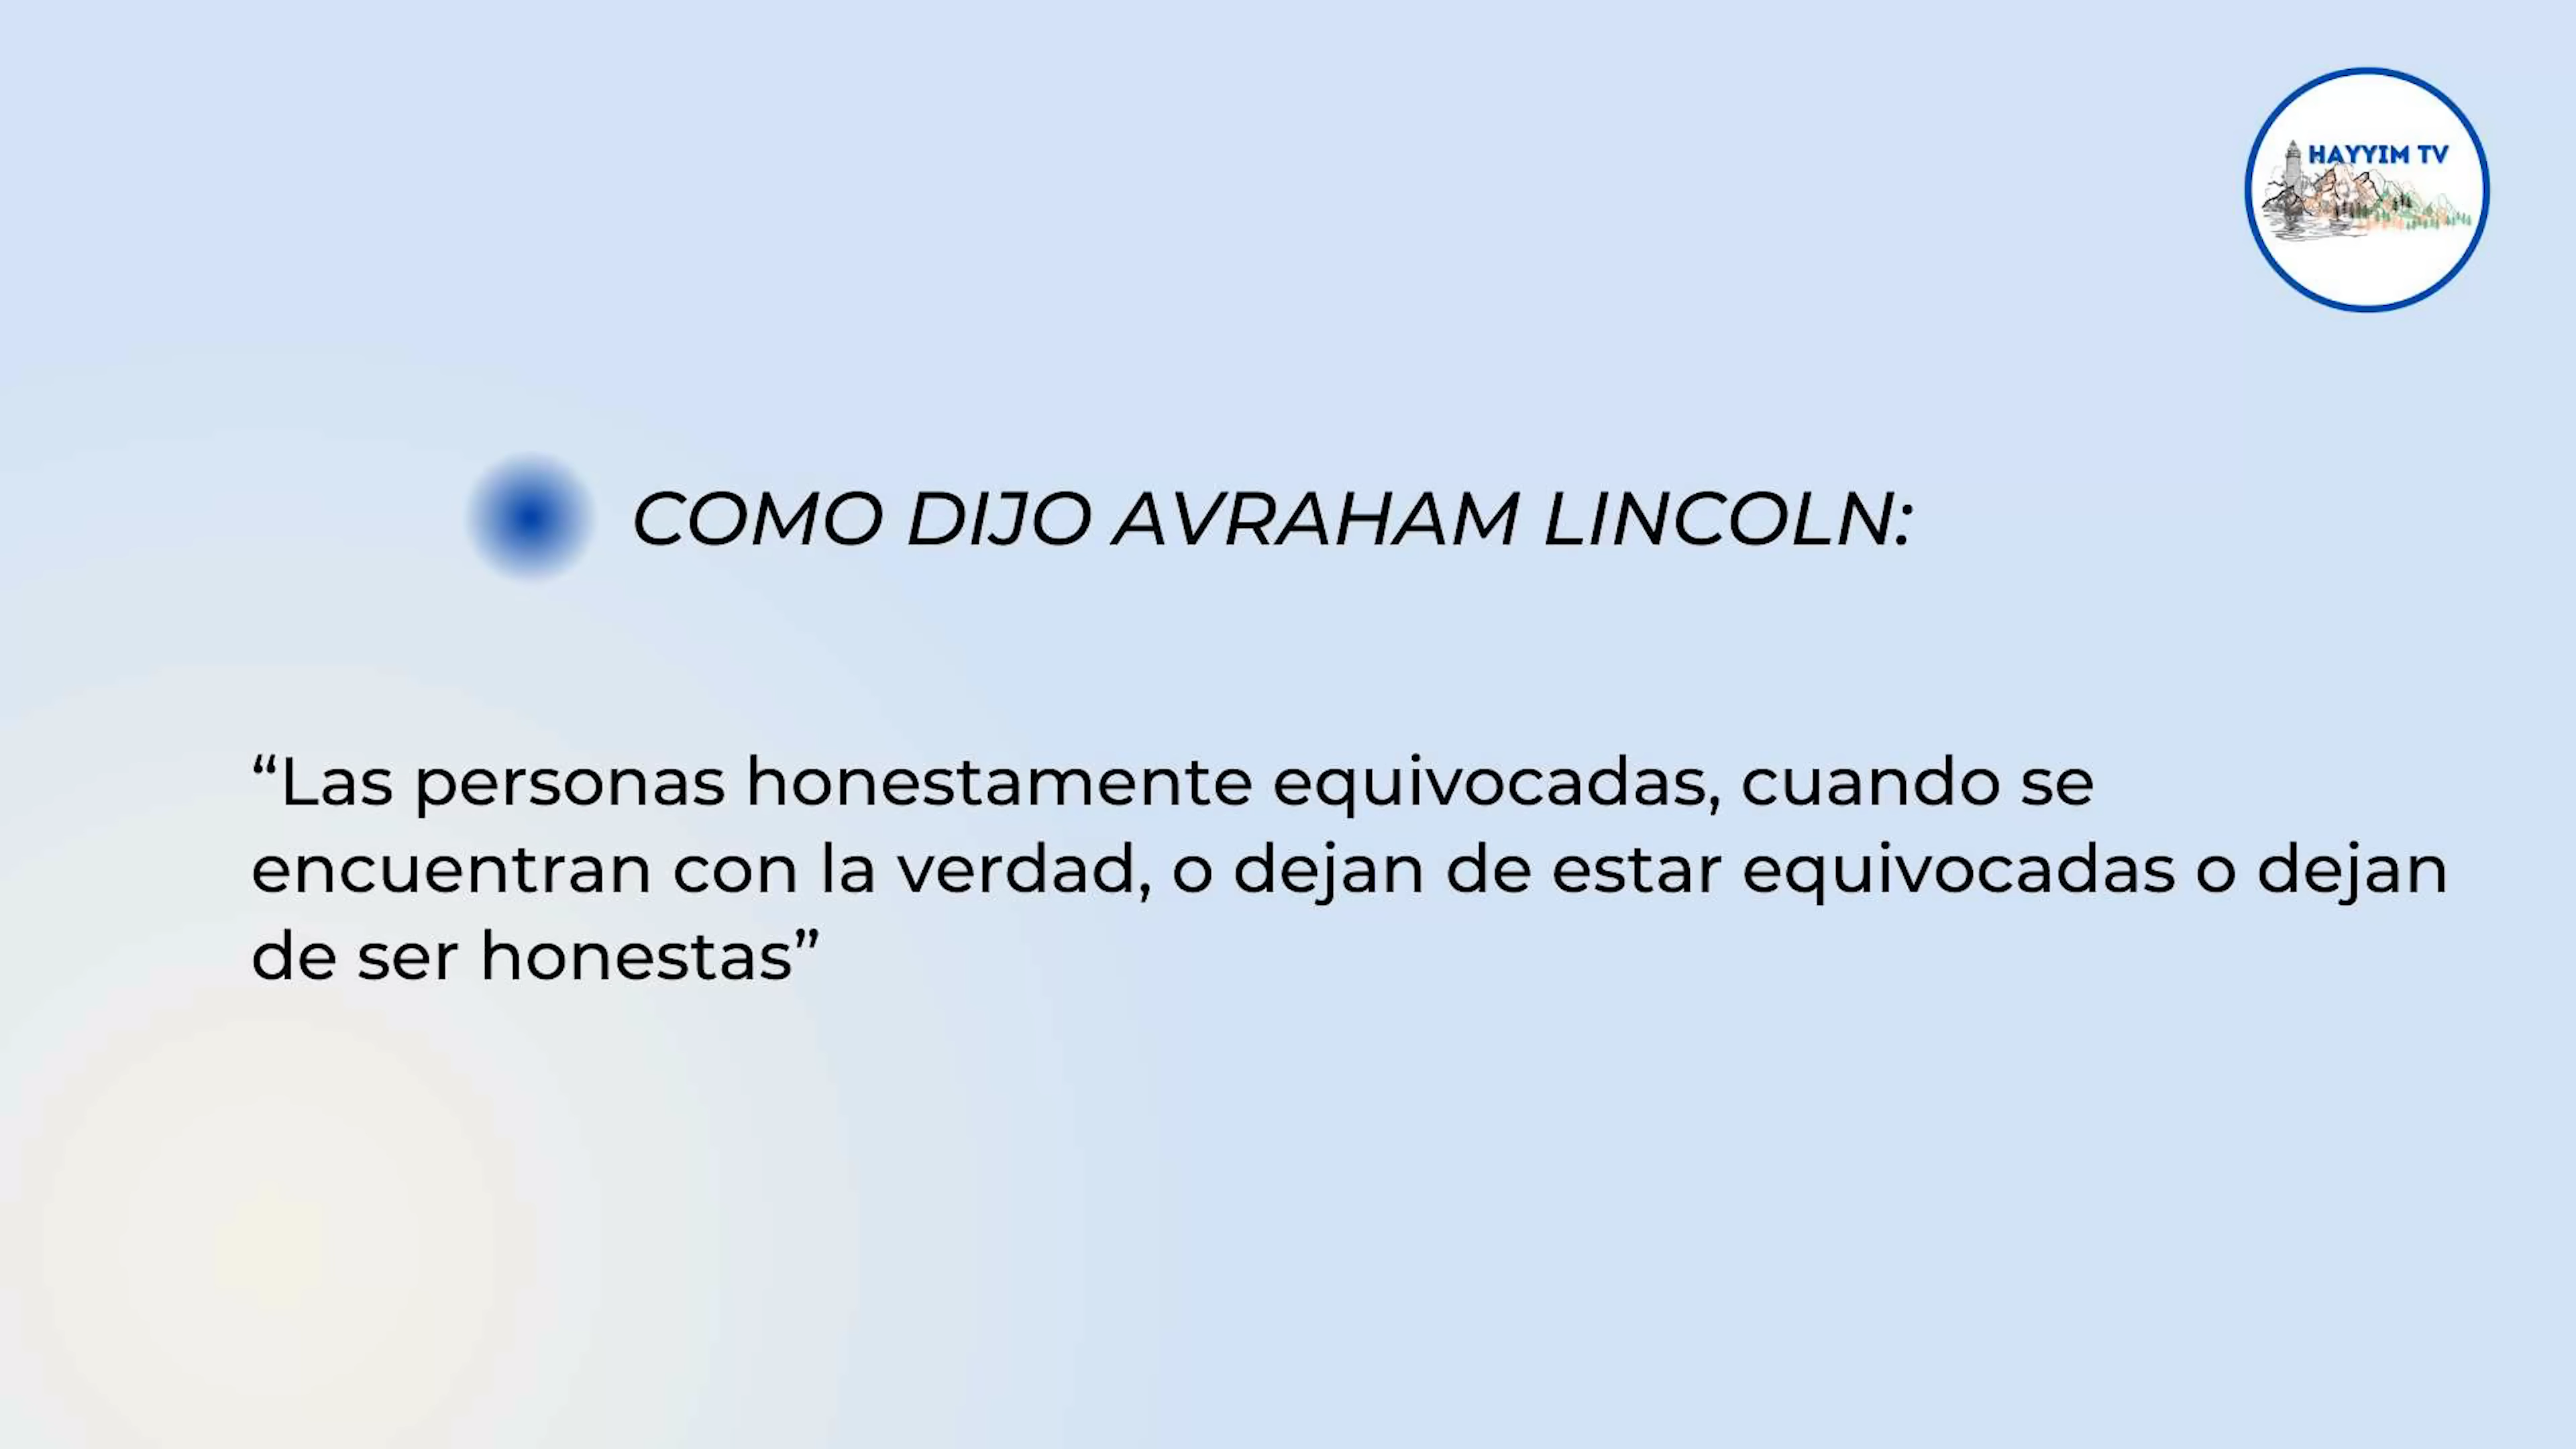 HAYYIM TV
COMO DIJO AVRAHAM LINCOLN:
“Las personas honestamente equivocadas, cuando se
encuentran con la verdad, o dejan de estar equivocadas o dejan
de ser honestas”